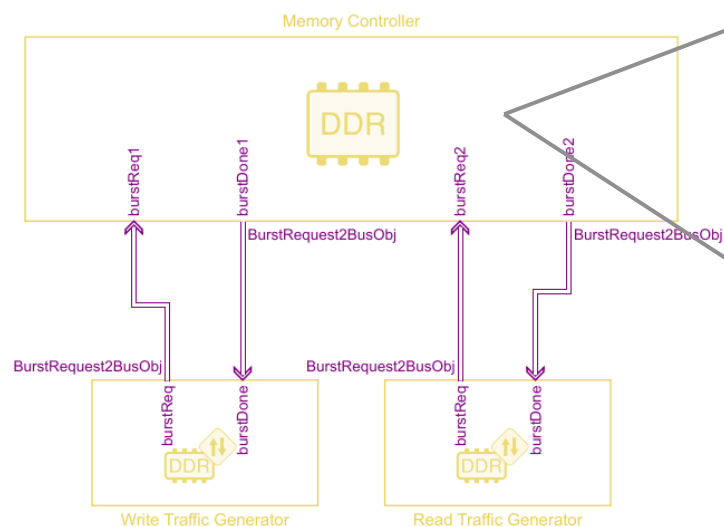 Memory Controller
DDR
burstReq1
burstDone1
burstReq2
burstDone2
BurstRequest2BusObj
BurstRequest2BusObj
BurstRequest2BusObj
BurstRequest2BusObj
burstReq
burstDone
burstReq
burstDone
DDR
DDR
Write Traffic Generator
Read Traffic Generator